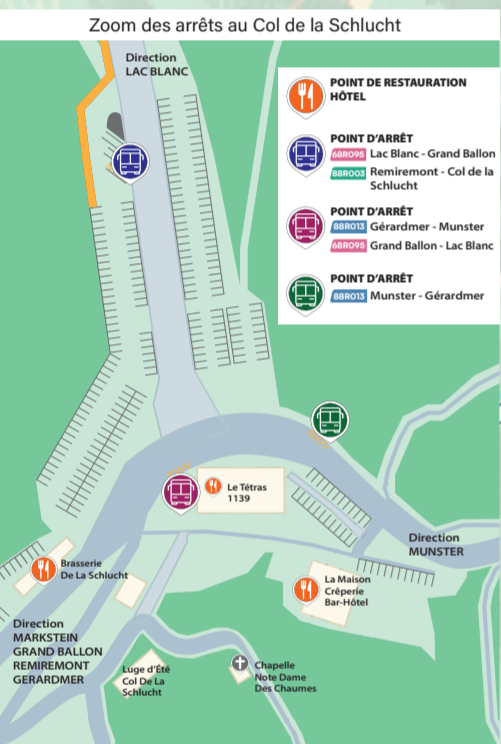 Zoom des arrêts au Col de la Schlucht
Direction
LAC BLANC
POINT DE RESTAURATION
HÔTEL
POINT D'ARRÊT
68R095 Lac Blanc - Grand Ballon
88R003 Remiremont - Col de la
Schlucht
POINT D'ARRÊT
88R013 Gérardmer - Munster
68R095 Grand Ballon - Lac Blanc
POINT D'ARRÊT
88R013 Munster - Gérardmer
Le Tétras
1139
Direction
MUNSTER
Brasserie
De La Schlucht
La Maison
Crêperie
Bar-Hôtel
Direction
MARKSTEIN
GRAND BALLON
REMIREMONT
GERARDMER
Luge d'Été
Col De La
Schlucht
Chapelle
Note Dame
Des Chaumes